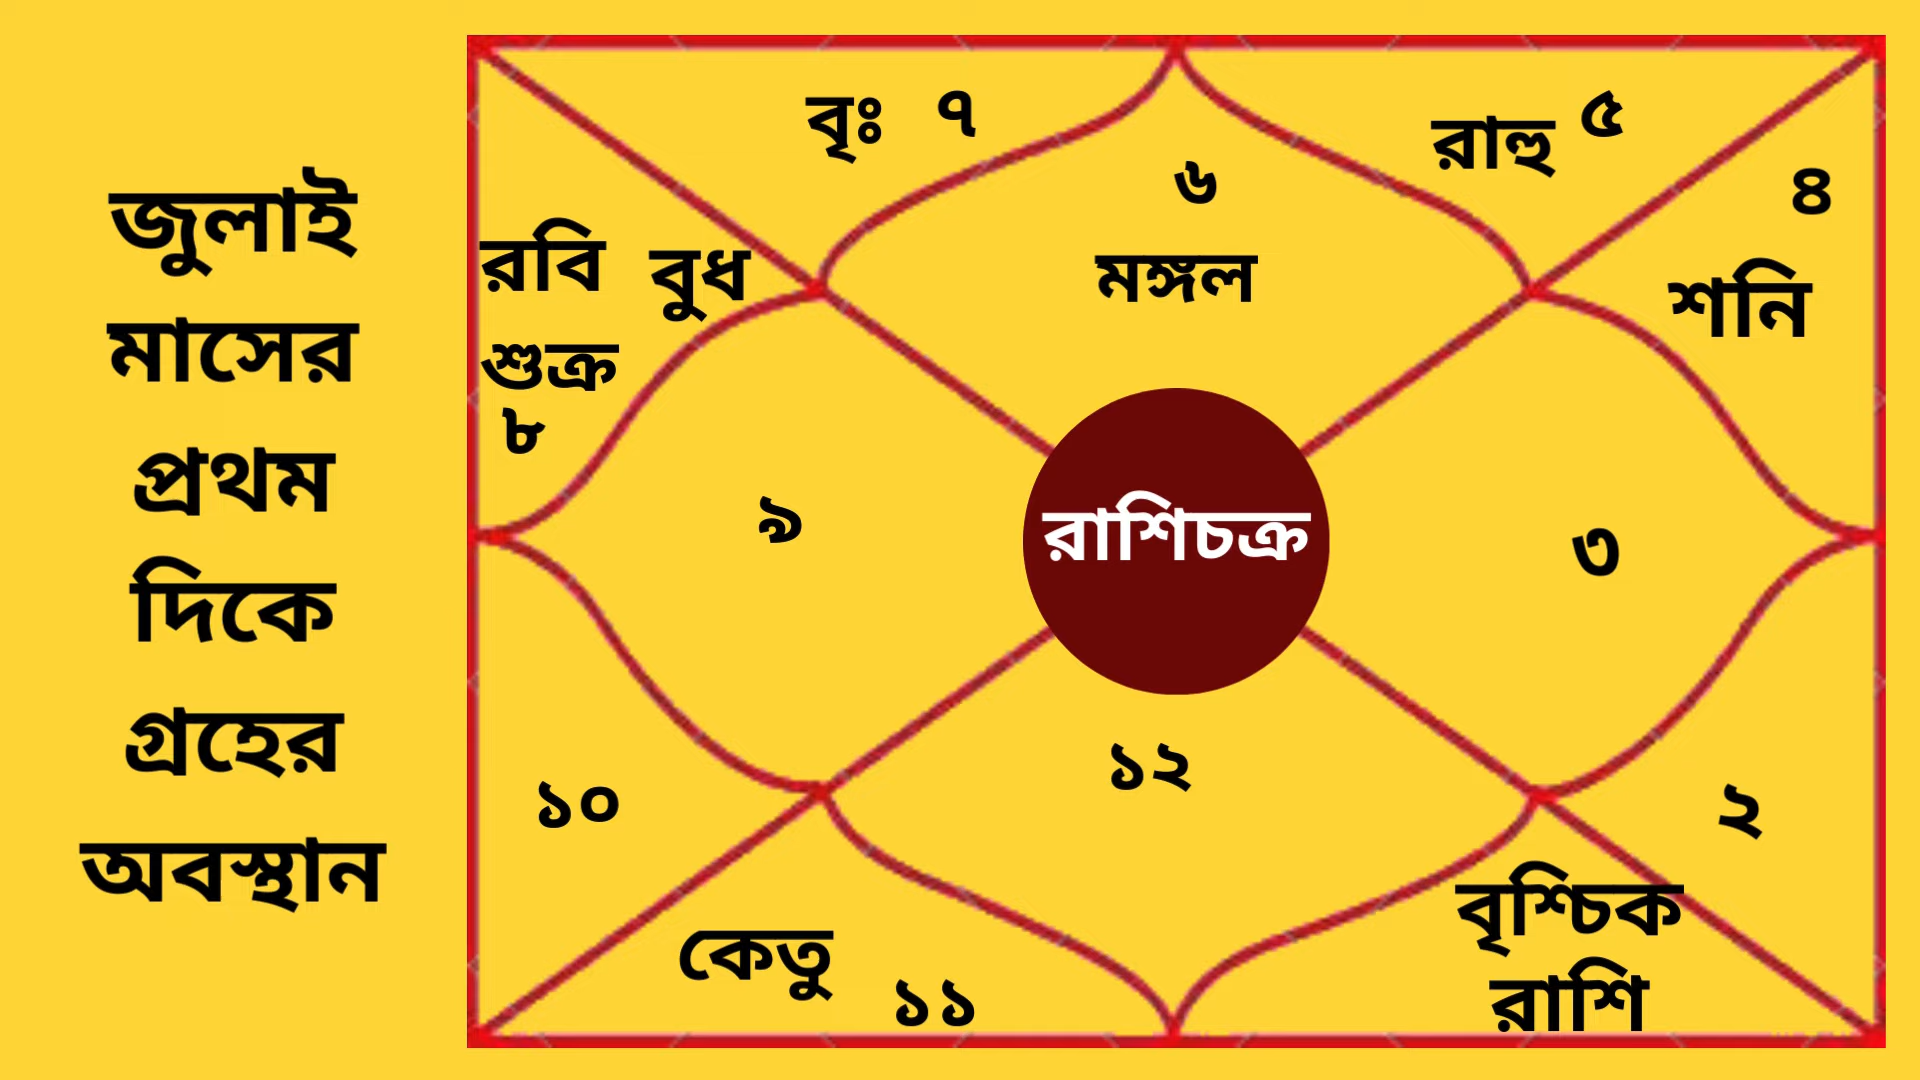 জুলাই
মাসের
প্রথম
দিকে
গ্রহের
অবস্থান
বৃঃ ৭
রাহু ৫
৬
মঙ্গল
৪
শনি
রবি বুধ
শুক্র
৮
৯
রাশিচক্র
৩
১০
১২
২
কেতু
১১
বৃশ্চিক
রাশি